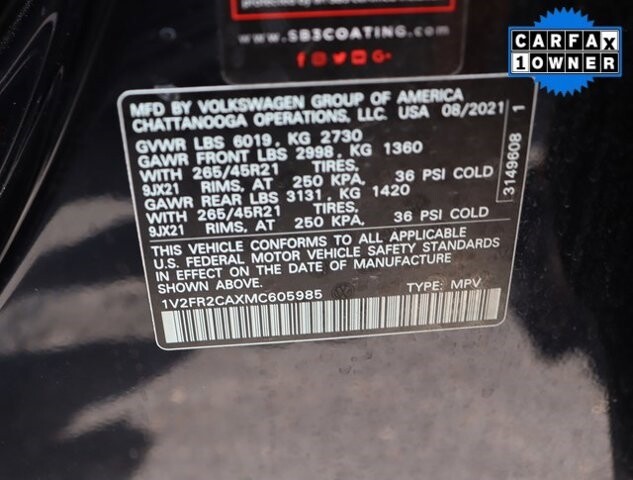 www.SB3COATING.com
CARFAX
1 OWNER
MFD BY VOLKSWAGEN GROUP OF AMERICA
CHATTANOOGA OPERATIONS, LLC. USA 08/2021
GVWR LBS 6019, KG 2730
GAWR FRONT LBS 2998, KG 1360
WITH 265/45R21 TIRES,
9JX21 RIMS, AT 250 KPA, 36 PSI COLD
GAWR REAR LBS 3131, KG 1420
WITH 265/45R21 TIRES,
9JX21 RIMS, AT 250 KPA, 36 PSI COLD
THIS VEHICLE CONFORMS TO ALL APPLICABLE
U.S. FEDERAL MOTOR VEHICLE SAFETY STANDARDS
IN EFFECT ON THE DATE OF MANUFACTURE
SHOWN ABOVE.
1V2FR2CAXMC605985 TYPE: MPV
3149608 1